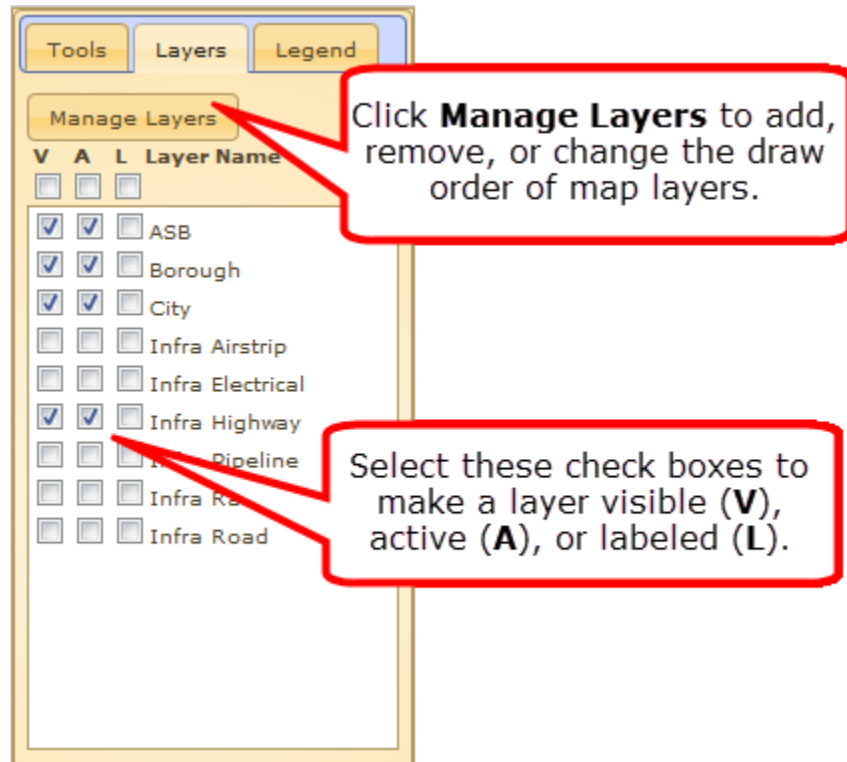 Tools Layers Legend
Manage Layers
V A L Layer Name
ASB
Borough
City
Infra Airstrip
Infra Electrical
Infra Highway
Pipeline
Infra
Infra Road
Click Manage Layers to add,
remove, or change the draw
order of map layers.
Select these check boxes to
make a layer visible (V),
active (A), or labeled (L).